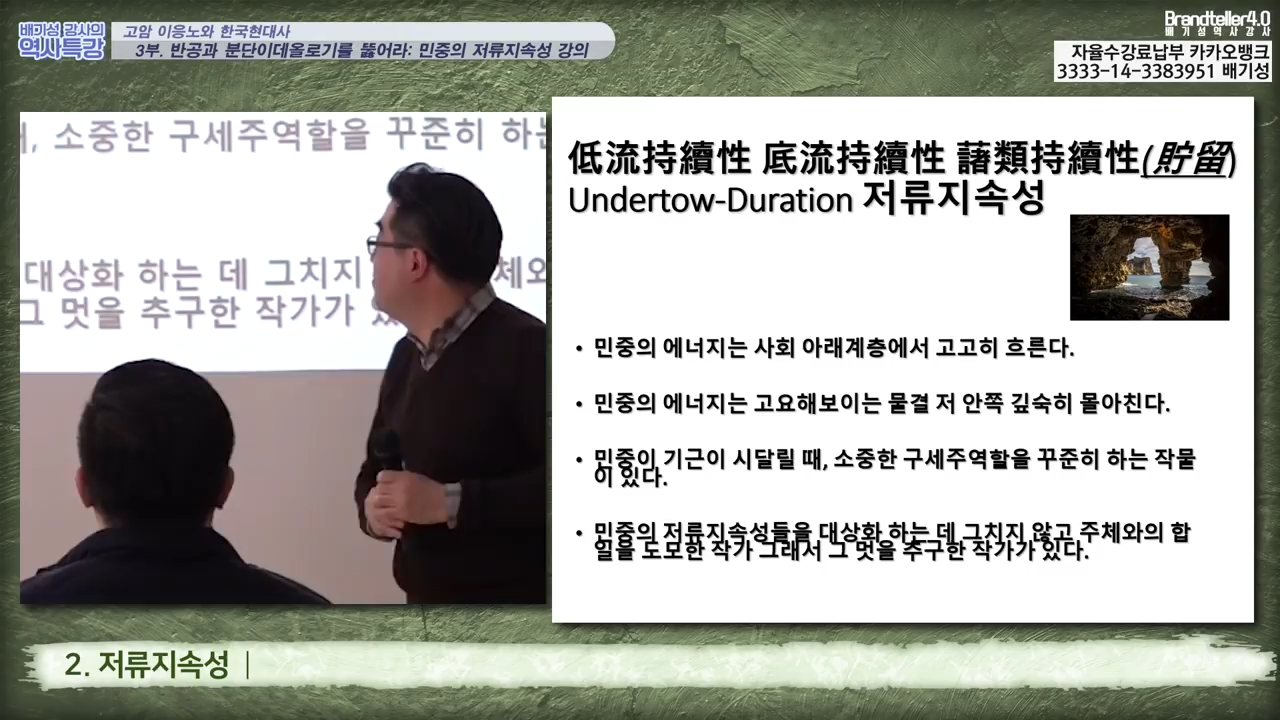 배기성 강사의
역사특강
고암 이응노와 한국현대사
3부. 반공과 분단이데올로기를 뚫어라: 민중의 저류지속성 강의
Brandteller4.0
배기성역사강사
자율수강료납부 카카오뱅크
3333-14-3383951 배기성
, 소중한 구세주역할을 꾸준히 하는
대상화 하는 데 그치지
그 멋을 추구한 작가가
低流持續性 底流持續性 藷類持續性(貯留)
Undertow-Duration 저류지속성
• 민중의 에너지는 사회 아래계층에서 고고히 흐른다.
• 민중의 에너지는 고요해보이는 물결 저 안쪽 깊숙히 몰아친다.
• 민중이 기근이 시달릴 때, 소중한 구세주역할을 꾸준히 하는 작물
이 있다.
• 민중의 저류지속성들을 대상화 하는 데 그치지 않고 주체와의 합
일을 도모한 작가 그래서 그 멋을 추구한 작가가 있다.
2. 저류지속성 |